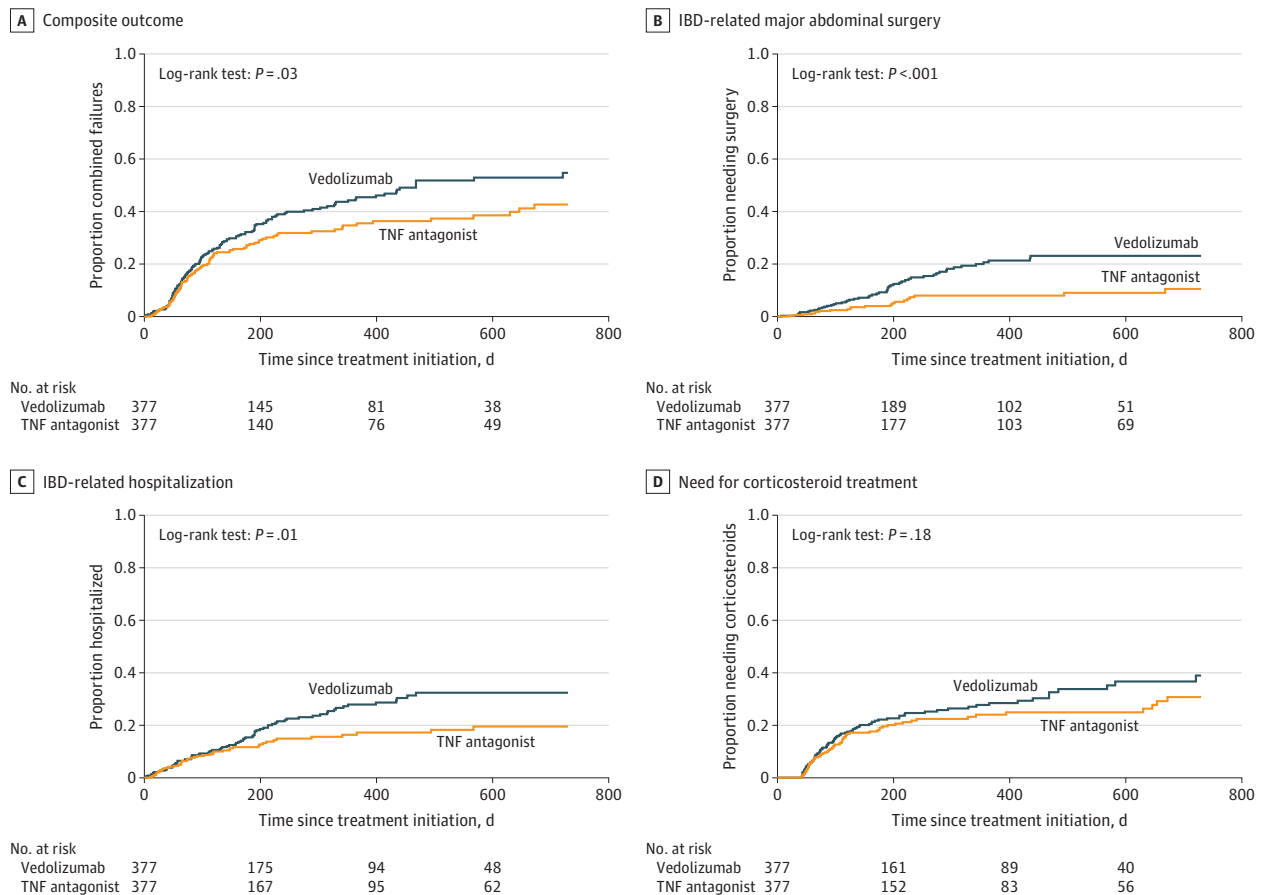 A Composite outcome
1.0
Log-rank test: P = .03
0.8
0.6
Vedolizumab
0.4
TNF antagonist
0.2
0
Proportion combined failures
0 200 400 600 800
Time since treatment initiation, d
No. at risk
Vedolizumab 377 145 81 38
TNF antagonist 377 140 76 49
B IBD-related major abdominal surgery
1.0
Log-rank test: P <.001
0.8
0.6
0.4
Vedolizumab
0.2
TNF antagonist
0
Proportion needing surgery
0 200 400 600 800
Time since treatment initiation, d
No. at risk
Vedolizumab 377 189 102 51
TNF antagonist 377 177 103 69
C IBD-related hospitalization
1.0
Log-rank test: P = .01
0.8
0.6
0.4
Vedolizumab
0.2
TNF antagonist
0
Proportion hospitalized
0 200 400 600 800
Time since treatment initiation, d
No. at risk
Vedolizumab 377 175 94 48
TNF antagonist 377 167 95 62
D Need for corticosteroid treatment
1.0
Log-rank test: P = .18
0.8
0.6
0.4
Vedolizumab
0.2
TNF antagonist
0
Proportion needing corticosteroids
0 200 400 600 800
Time since treatment initiation, d
No. at risk
Vedolizumab 377 161 89 40
TNF antagonist 377 152 83 56